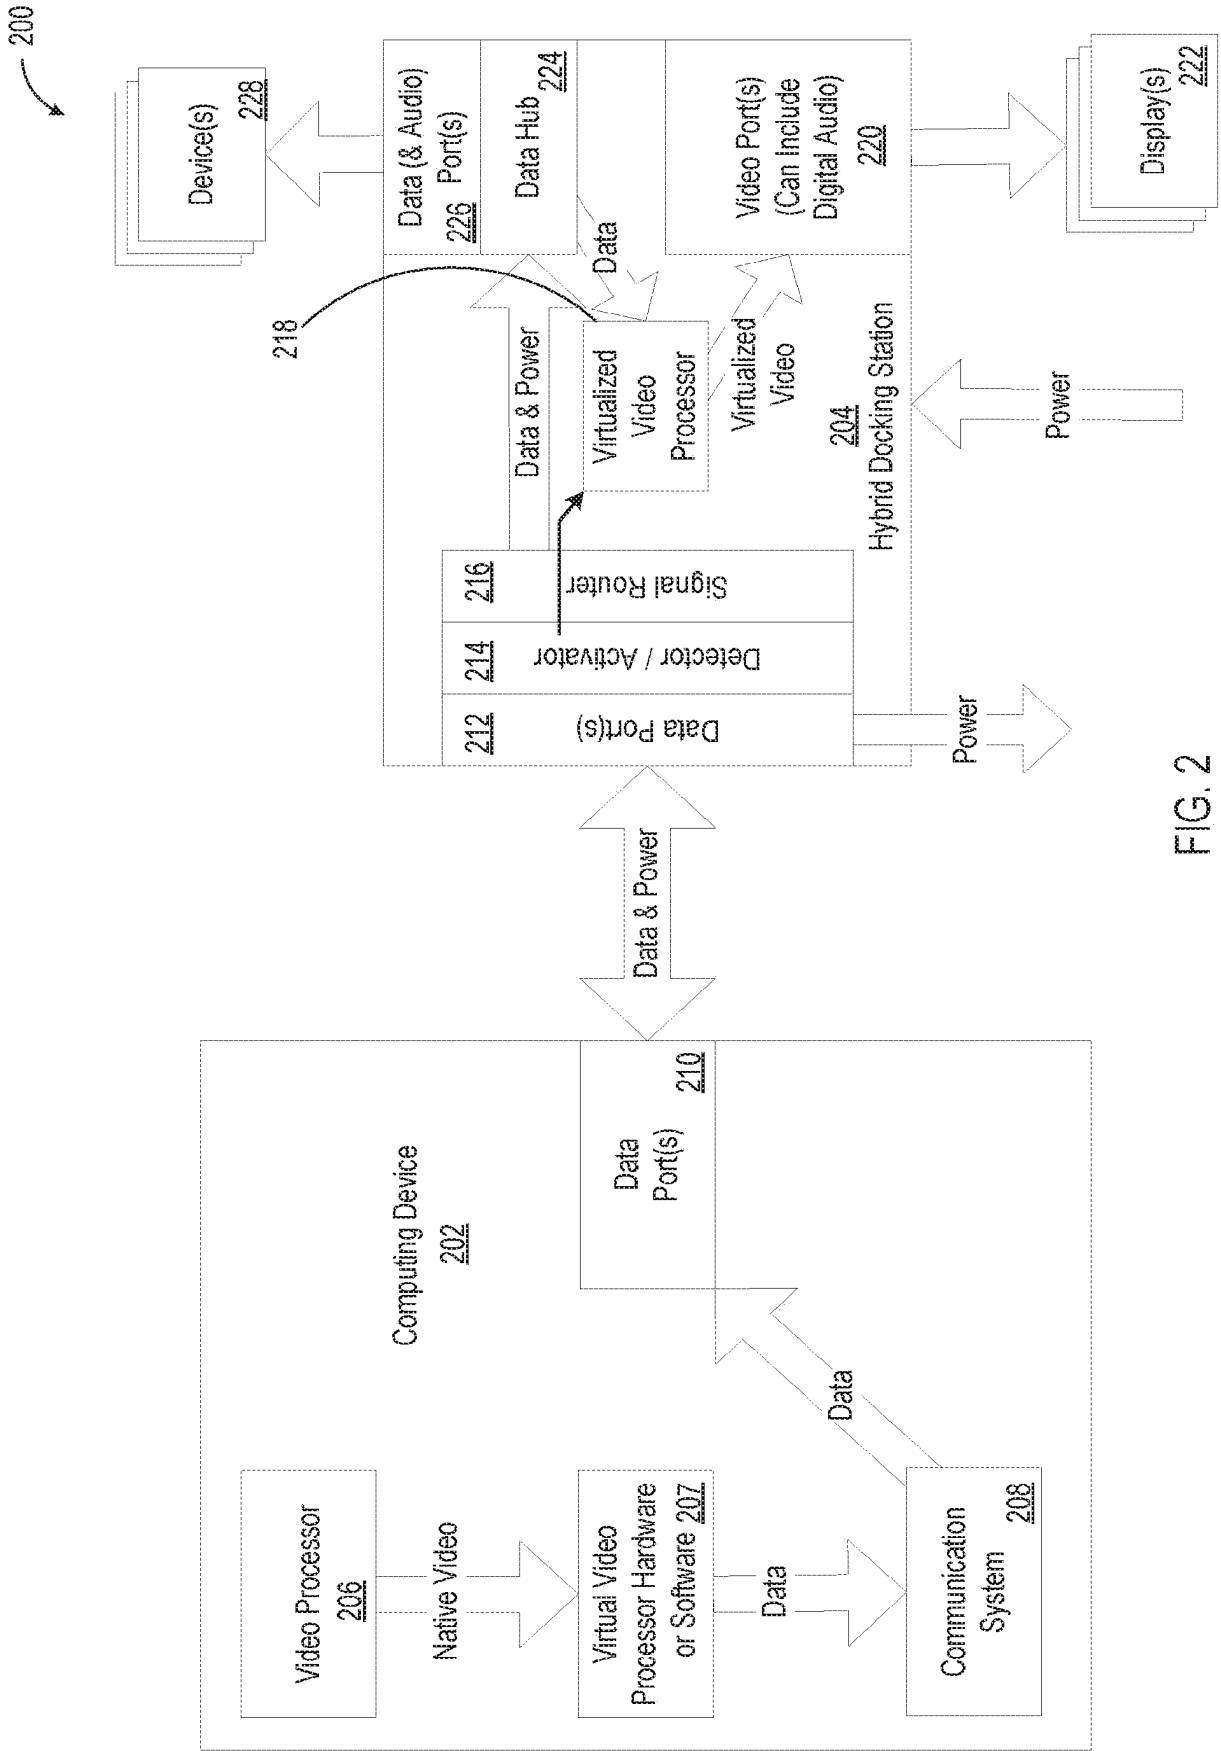 200
Computing Device
202
Video Processor
206
Native Video
Virtual Video
Processor Hardware
or Software 207
Data
Communication
System
208
Data
Data
Port(s)
210
Data & Power
Hybrid Docking Station
204
212
Data Port(s)
214
Detector / Activator
216
Signal Router
Power
Data & Power
218
Virtualized
Video
Processor
Data
Virtualized
Video
Power
Data (& Audio)
Port(s)
226
Data Hub
224
Video Port(s)
(Can Include
Digital Audio)
220
Device(s)
228
Display(s)
222
FIG. 2